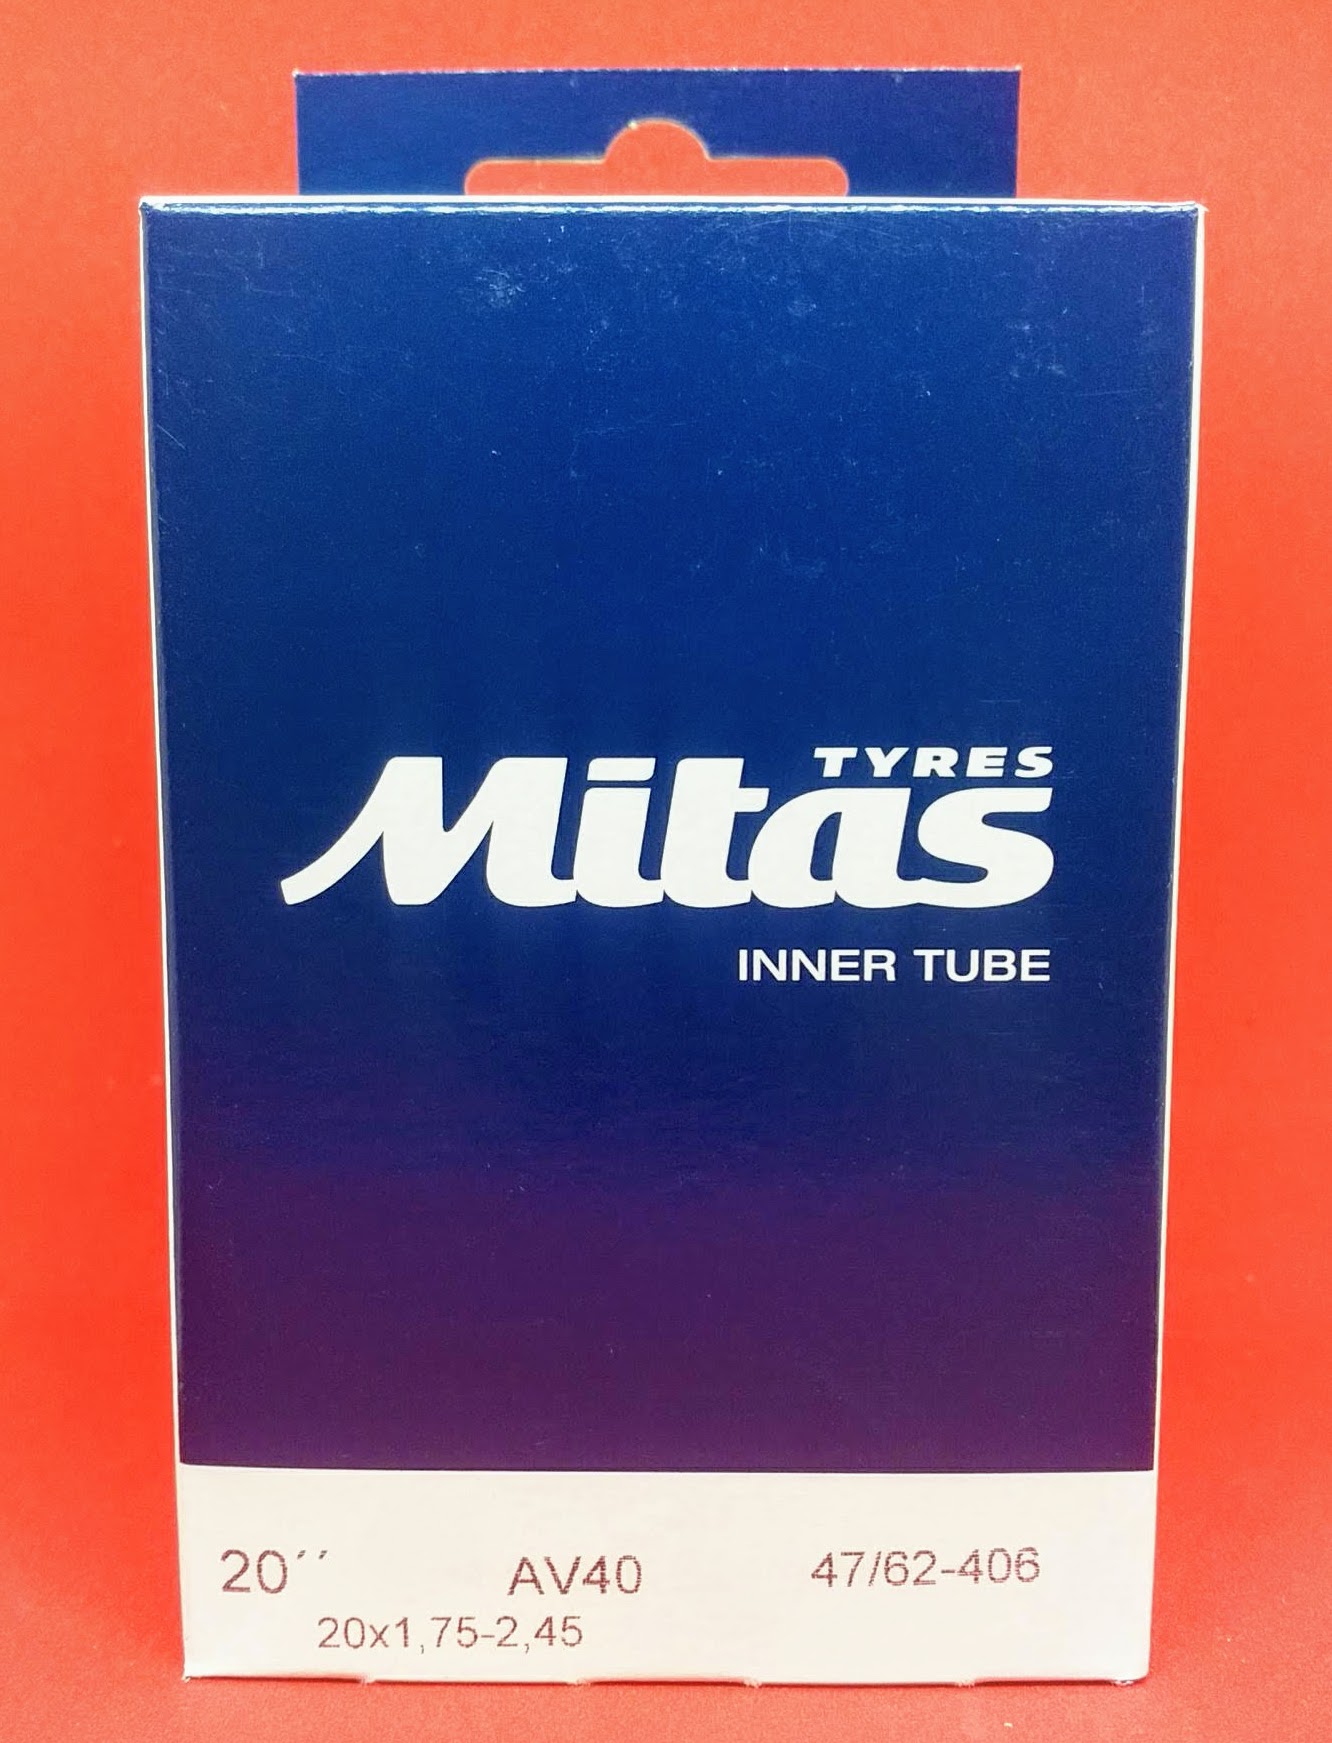 TYRES
Mitas
INNER TUBE
20´´ AV40 47/62-406
20x1,75-2,45